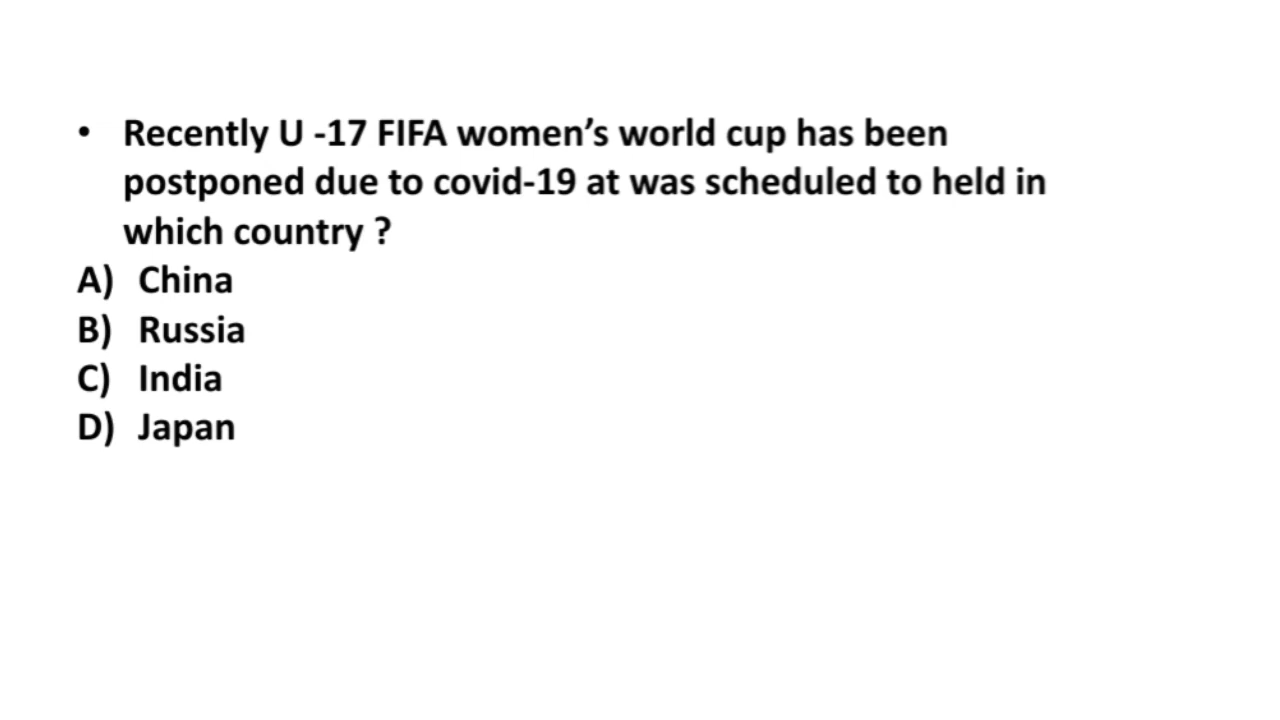 • Recently U -17 FIFA women’s world cup has been
postponed due to covid-19 at was scheduled to held in
which country ?
A) China
B) Russia
C) India
D) Japan